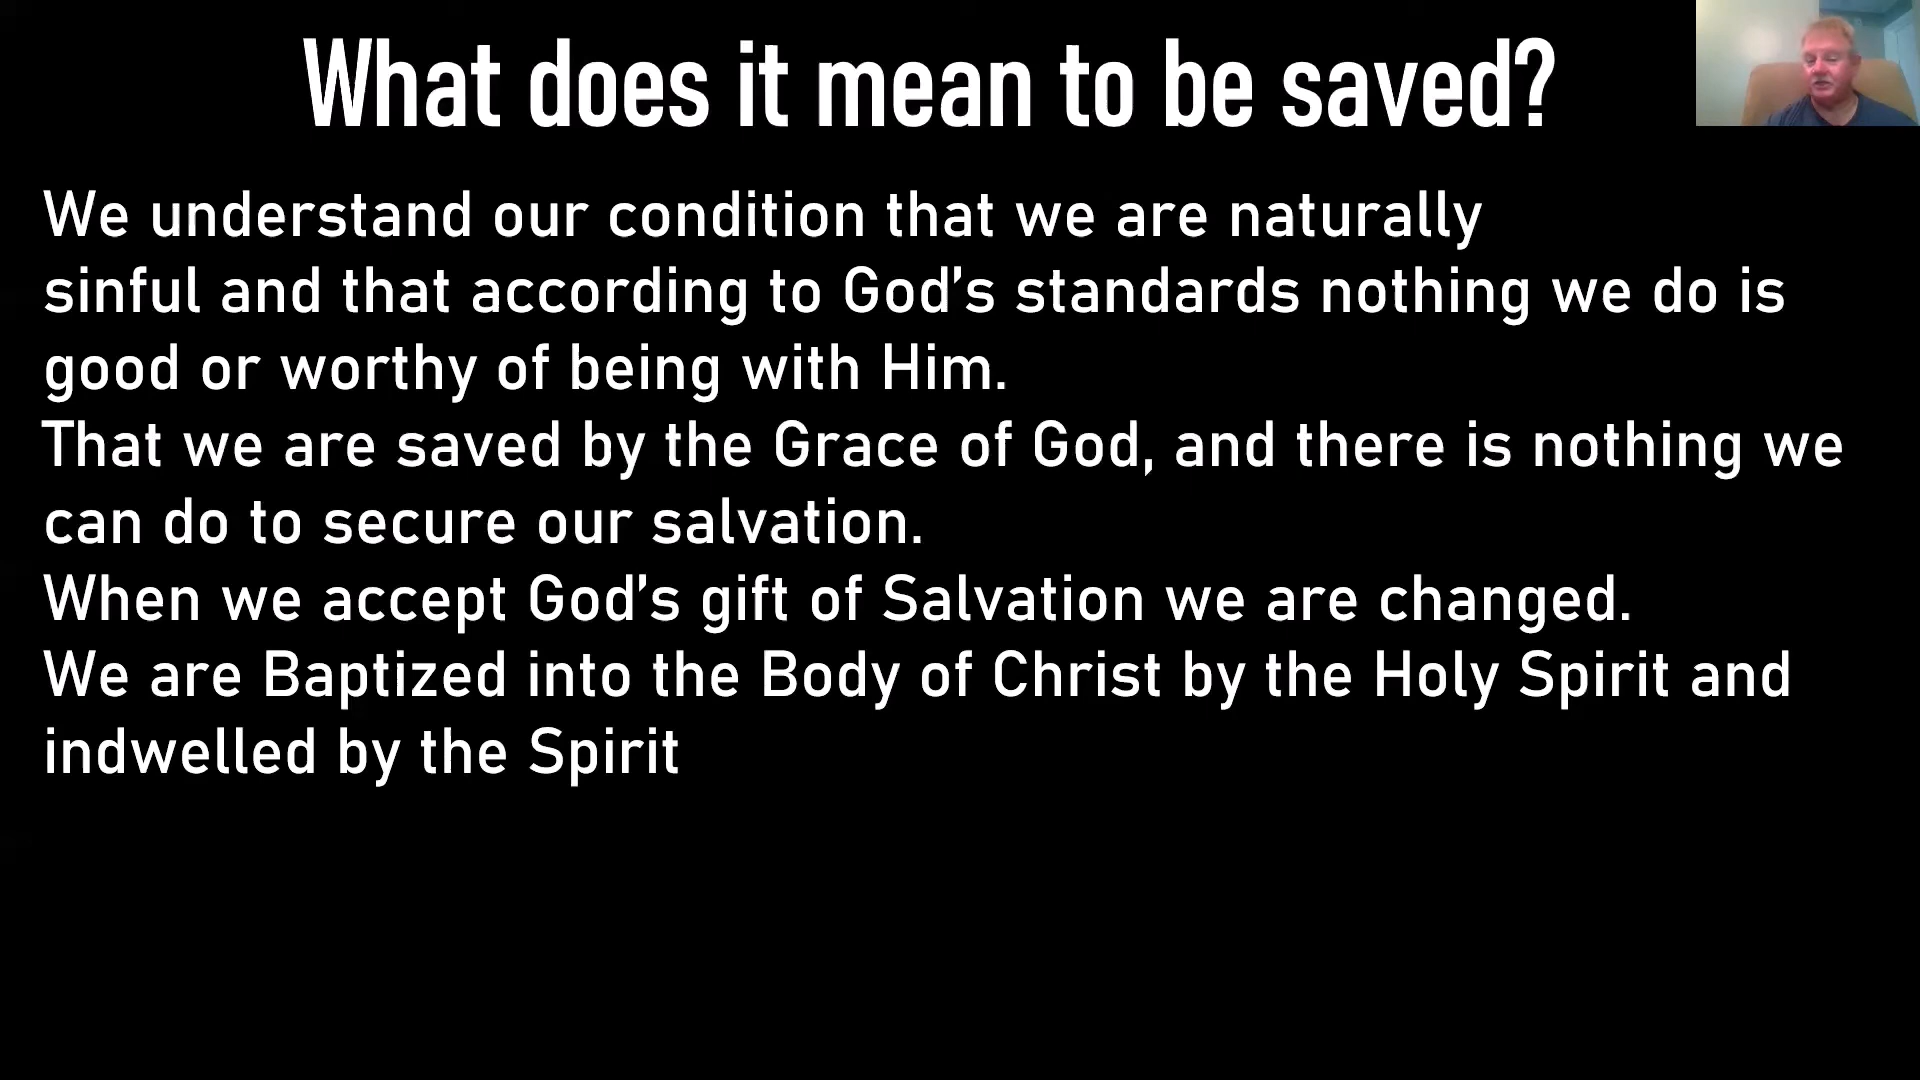 What does it mean to be saved?
We understand our condition that we are naturally
sinful and that according to God’s standards nothing we do is
good or worthy of being with Him.
That we are saved by the Grace of God, and there is nothing we
can do to secure our salvation.
When we accept God’s gift of Salvation we are changed.
We are Baptized into the Body of Christ by the Holy Spirit and
indwelled by the Spirit